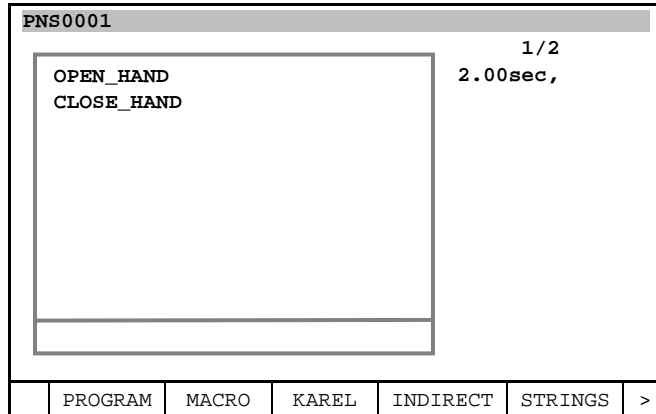 PNS0001
1/2
OPEN_HAND 2.00sec,
CLOSE_HAND
PROGRAM MACRO KAREL INDIRECT STRINGS >